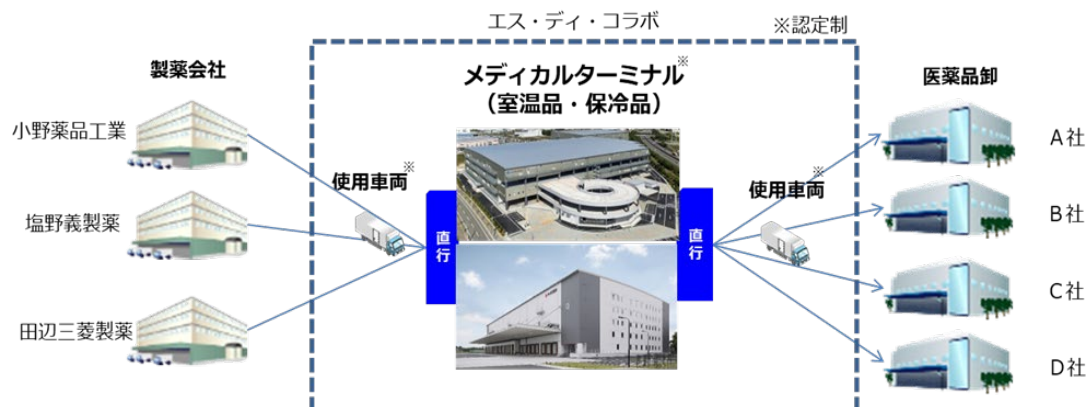 エス・ディ・コラボ
※認定制
製薬会社
メディカルターミナル※
（室温品・保冷品）
医薬品卸
小野薬品工業
塩野義製薬
田辺三菱製薬
使用車両※
直行
直行
使用車両※
A社
B社
C社
D社